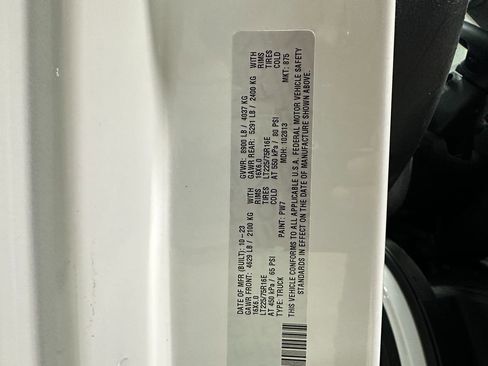 DATE OF MFR (BUILT): 10-23 GVWR: 8900 LB / 4037 KG
GAWR FRONT: 4629 LB / 2100 KG WITH GAWR REAR: 5291 LB / 2400 KG WITH
16X6.0 RIMS 16X6.0 RIMS
LT225/75R16E TIRES LT225/75R16E TIRES
AT 450 kPa / 65 PSI COLD AT 550 kPa / 80 PSI COLD
TYPE: TRUCK PAINT: PW7 MDH: 102813 MKT: 875
THIS VEHICLE CONFORMS TO ALL APPLICABLE U.S.A. FEDERAL MOTOR VEHICLE SAFETY
STANDARDS IN EFFECT ON THE DATE OF MANUFACTURE SHOWN ABOVE.